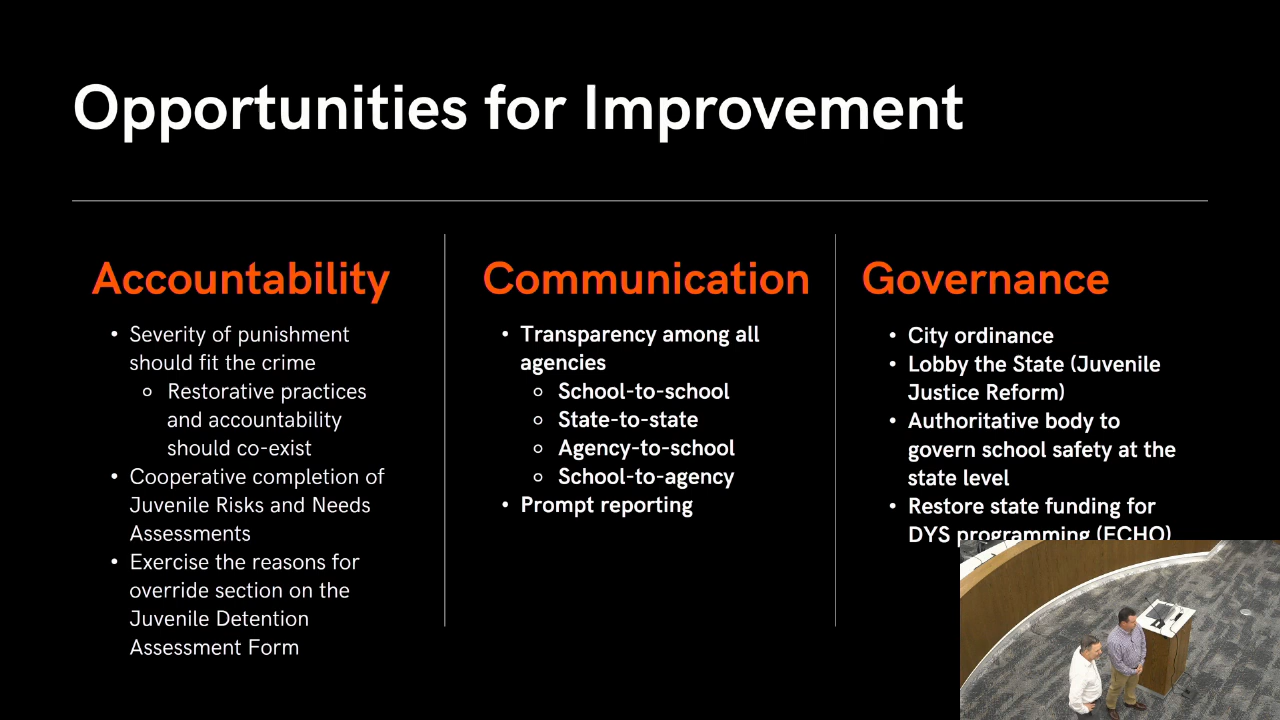 Opportunities for Improvement
Accountability
• Severity of punishment
should fit the crime
○ Restorative practices
and accountability
should co-exist
• Cooperative completion of
Juvenile Risks and Needs
Assessments
• Exercise the reasons for
override section on the
Juvenile Detention
Assessment Form
Communication
• Transparency among all
agencies
○ School-to-school
○ State-to-state
○ Agency-to-school
○ School-to-agency
• Prompt reporting
Governance
• City ordinance
• Lobby the State (Juvenile
Justice Reform)
• Authoritative body to
govern school safety at the
state level
• Restore state funding for
DYS programming (ECHO)